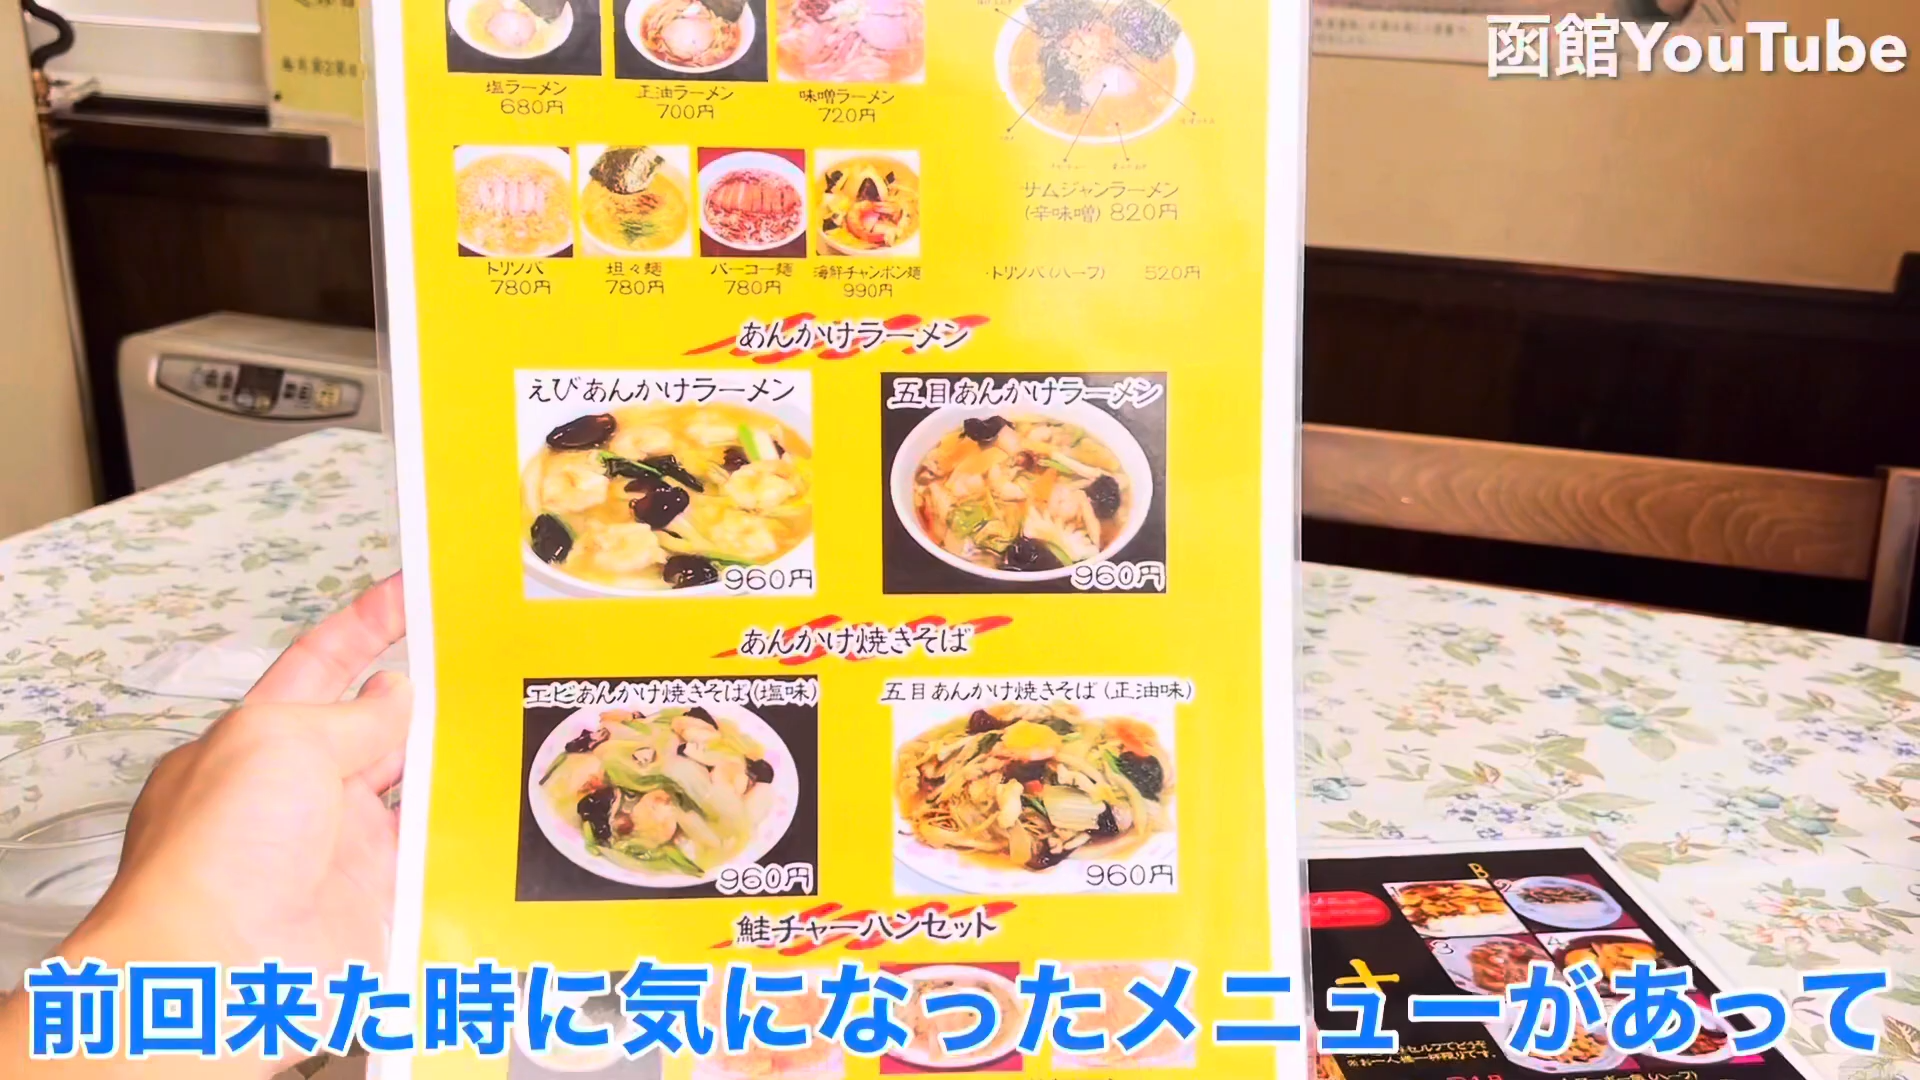 函館YouTube
塩ラーメン
680円
正油ラーメン
700円
味噌ラーメン
720円
サムジャンラーメン
(辛味噌) 820円
トリソバ
780円
坦々麺
780円
パーコー麺
780円
海鮮チャンポン麺
990円
・トリソバ(ハーフ) 520円
あんかけラーメン
えびあんかけラーメン
960円
五目あんかけラーメン
960円
あんかけ焼きそば
エビあんかけ焼きそば(塩味)
960円
五目あんかけ焼きそば(正油味)
960円
鮭チャーハンセット
B
2
3
4
前回来た時に気になったメニューがあって